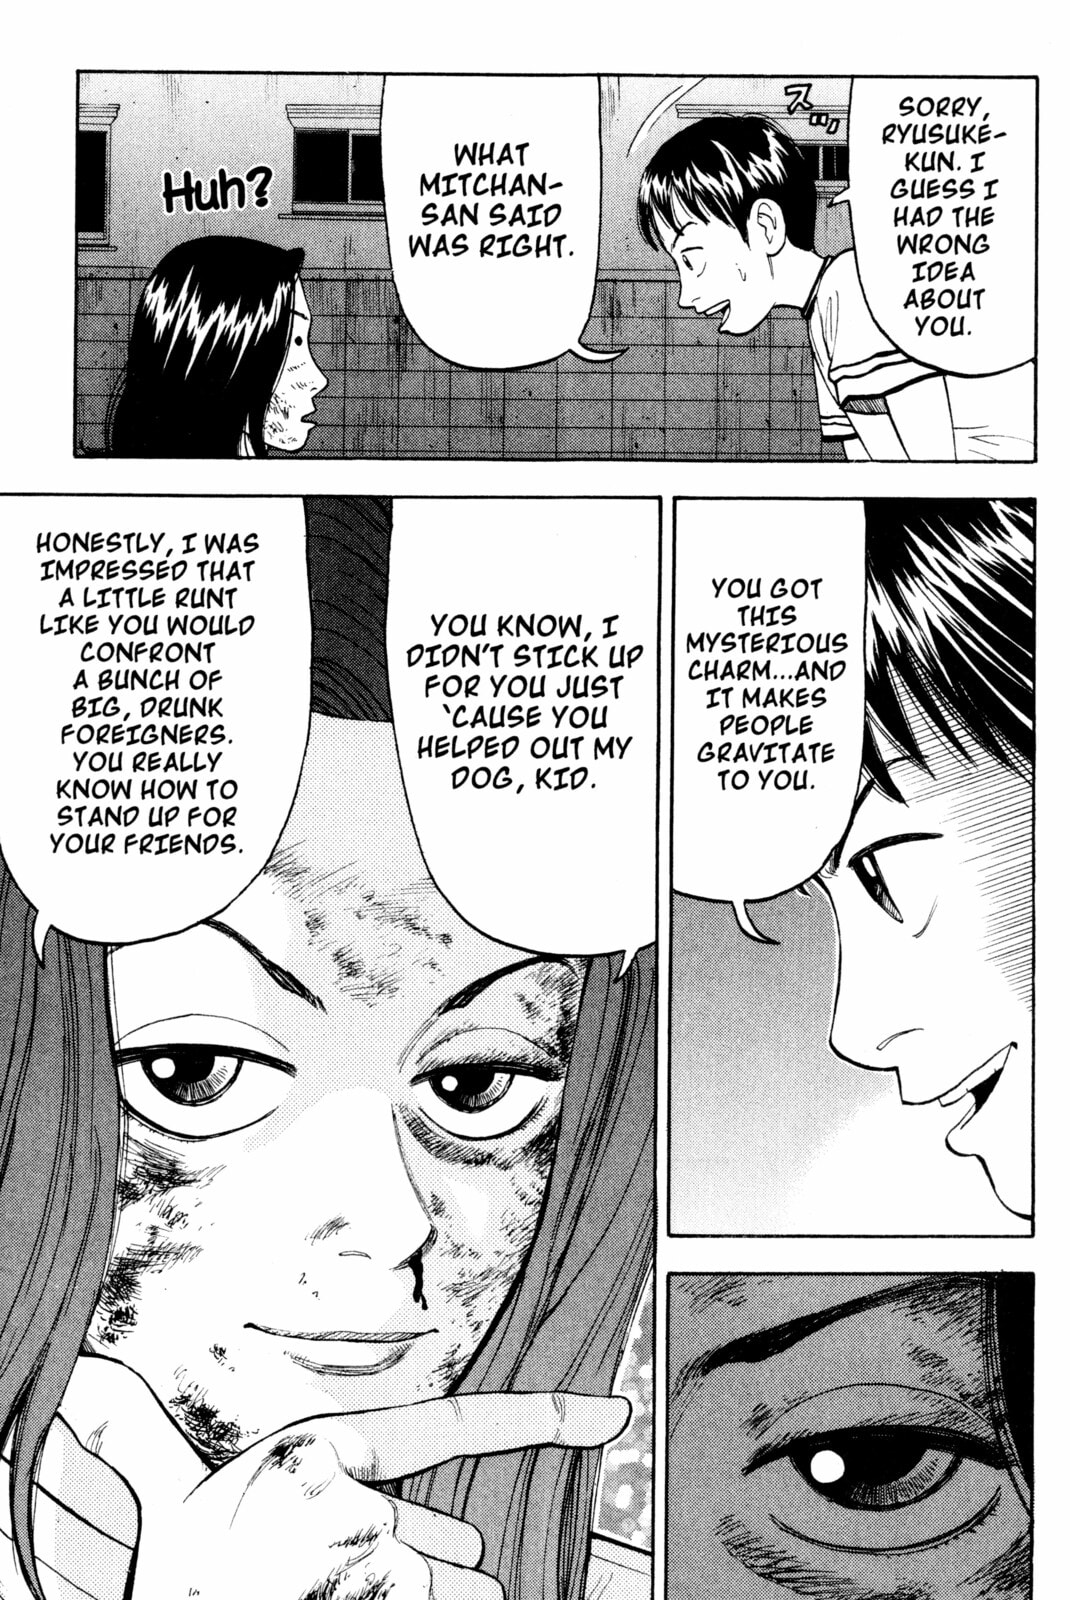 SORRY,
RYUSUKE-
KUN. I
GUESS I
HAD THE
WRONG
IDEA
ABOUT
YOU.
スッ
WHAT
MITCHAN-
SAN SAID
WAS RIGHT.
Huh?
YOU GOT
THIS
MYSTERIOUS
CHARM...AND
IT MAKES
PEOPLE
GRAVITATE
TO YOU.
YOU KNOW, I
DIDN'T STICK UP
FOR YOU JUST
'CAUSE YOU
HELPED OUT MY
DOG, KID.
HONESTLY, I WAS
IMPRESSED THAT
A LITTLE RUNT
LIKE YOU WOULD
CONFRONT
A BUNCH OF
BIG, DRUNK
FOREIGNERS.
YOU REALLY
KNOW HOW TO
STAND UP FOR
YOUR FRIENDS.